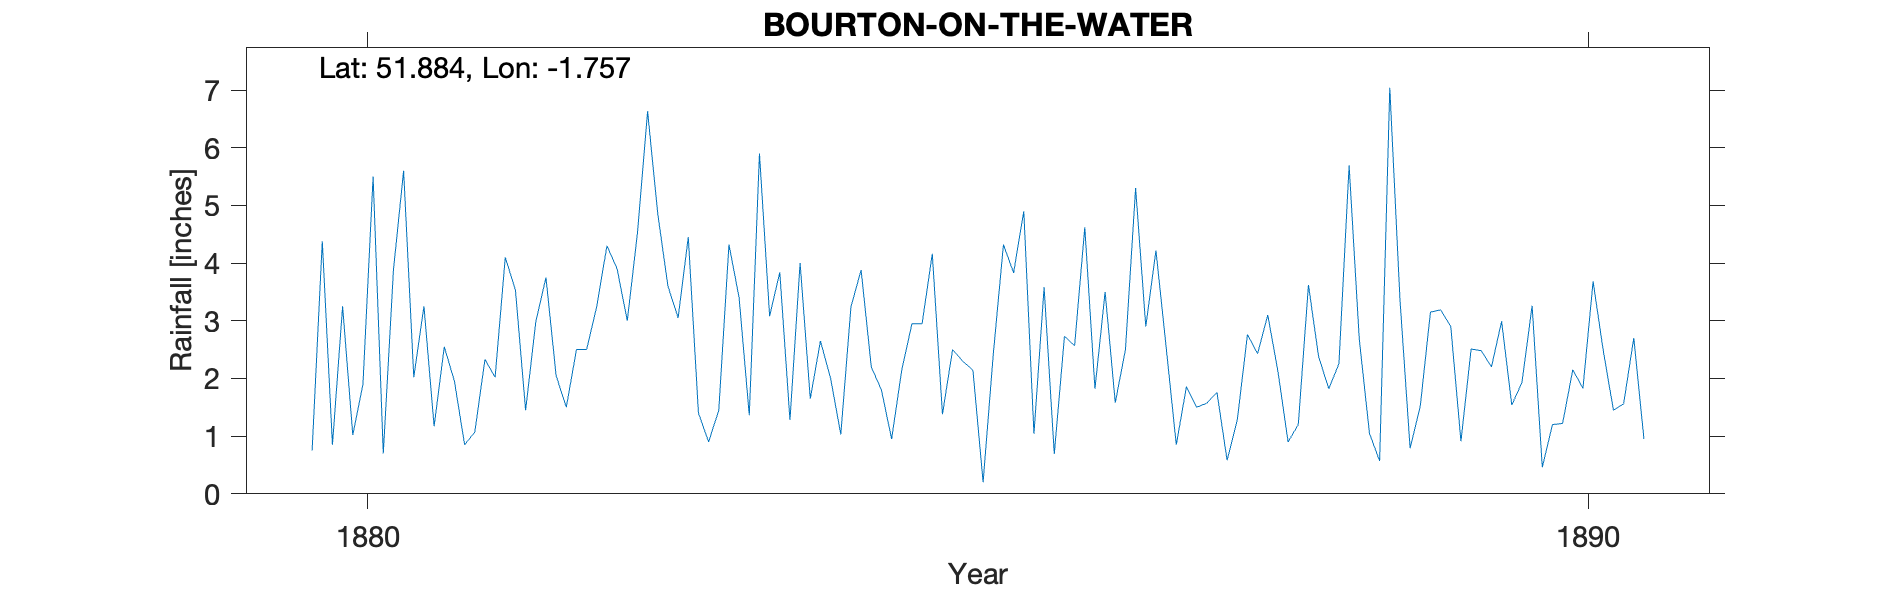 BOURTON-ON-THE-WATER
Lat: 51.884, Lon: -1.757
7
6
5
4
3
2
1
0
Rainfall [inches]
1880
1890
Year